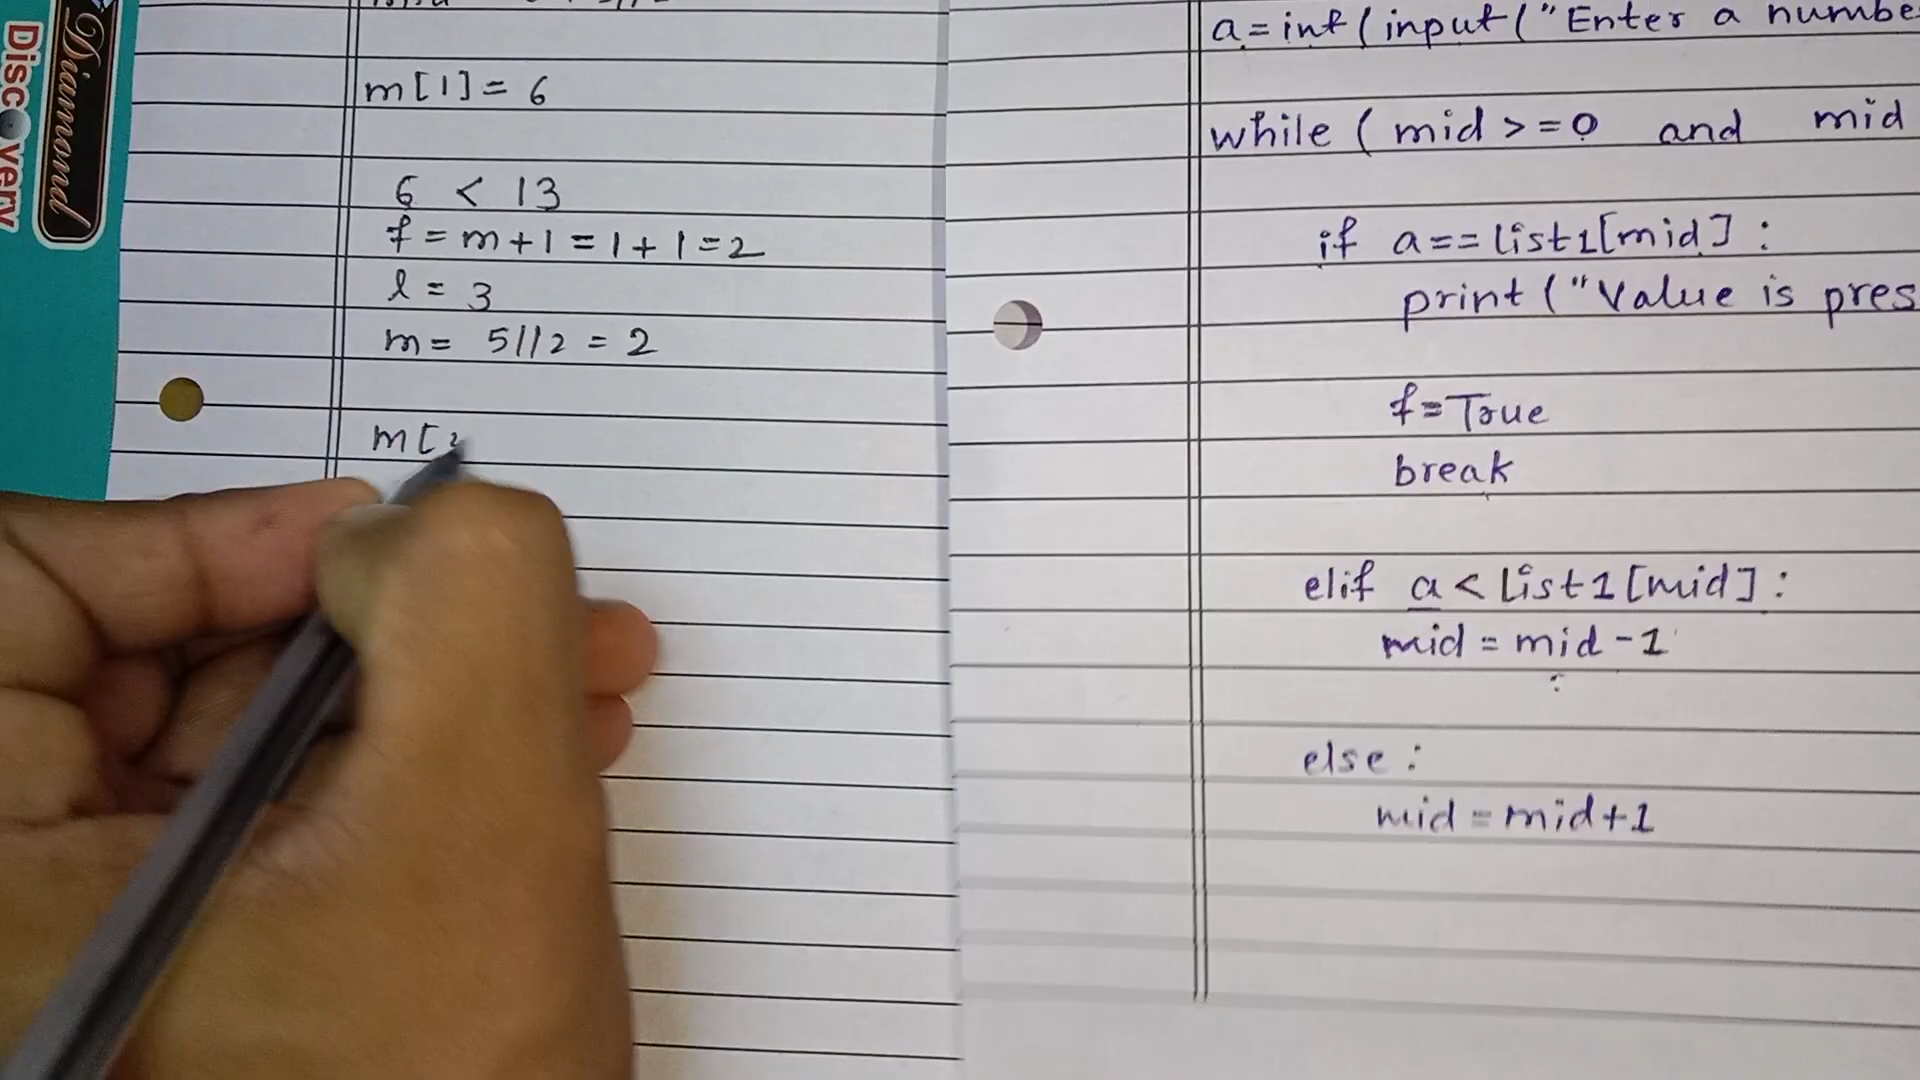 Diamond
Discovery
m[1] = 6
6 < 13
f = m+1 = 1+1 = 2
l = 3
m = 5//2 = 2
m[
a = int(input("Enter a numbe
while ( mid >=0 and mid
if a==list1[mid] :
print ("Value is pres
f=True
break
elif a < list1[mid] :
mid = mid-1
else :
mid = mid+1